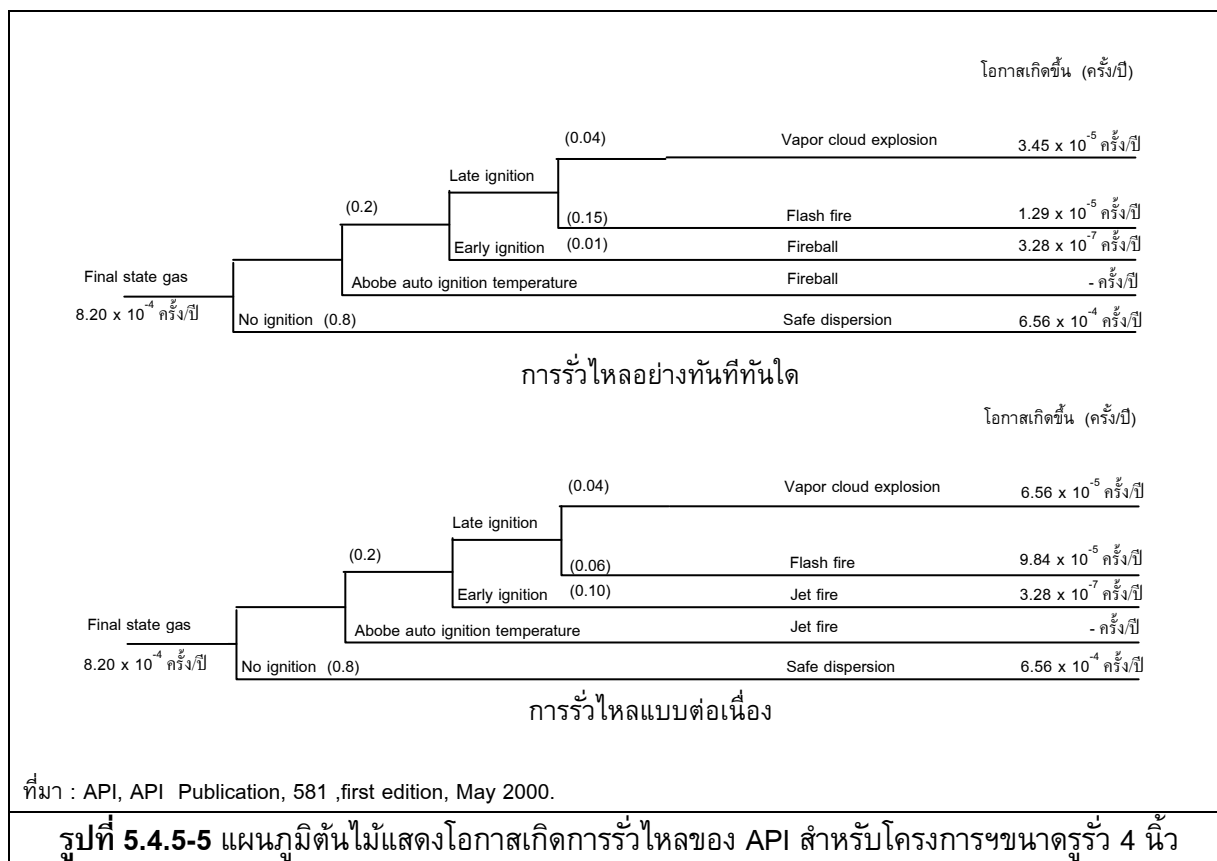 โอกาสเกิดขึ้น (ครั้ง/ปี)
(0.04) Vapor cloud explosion 3.45 x 10⁻⁵ ครั้ง/ปี
Late ignition
(0.2) (0.15) Flash fire 1.29 x 10⁻⁵ ครั้ง/ปี
Early ignition (0.01) Fireball 3.28 x 10⁻⁷ ครั้ง/ปี
Final state gas Abobe auto ignition temperature Fireball - ครั้ง/ปี
8.20 x 10⁻⁴ ครั้ง/ปี No ignition (0.8) Safe dispersion 6.56 x 10⁻⁴ ครั้ง/ปี
การรั่วไหลอย่างทันทีทันใด
โอกาสเกิดขึ้น (ครั้ง/ปี)
(0.04) Vapor cloud explosion 6.56 x 10⁻⁵ ครั้ง/ปี
Late ignition
(0.2) (0.06) Flash fire 9.84 x 10⁻⁵ ครั้ง/ปี
Early ignition (0.10) Jet fire 3.28 x 10⁻⁷ ครั้ง/ปี
Final state gas Abobe auto ignition temperature Jet fire - ครั้ง/ปี
8.20 x 10⁻⁴ ครั้ง/ปี No ignition (0.8) Safe dispersion 6.56 x 10⁻⁴ ครั้ง/ปี
การรั่วไหลแบบต่อเนื่อง
ที่มา : API, API Publication, 581 ,first edition, May 2000.
รูปที่ 5.4.5-5 แผนภูมิต้นไม้แสดงโอกาสเกิดการรั่วไหลของ API สำหรับโครงการฯขนาดรูรั่ว 4 นิ้ว